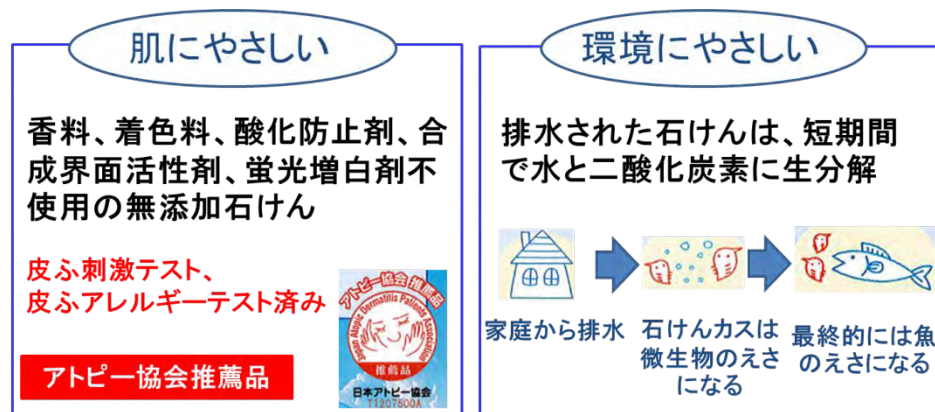 肌にやさしい
香料、着色料、酸化防止剤、合
成界面活性剤、蛍光増白剤不
使用の無添加石けん
皮ふ刺激テスト、
皮ふアレルギーテスト済み
アトピー協会推薦品
アトピー協会推薦品
Japan Atopic Dermatitis Patients Association
推薦品
日本アトピー協会
T1207500A
環境にやさしい
排水された石けんは、短期間
で水と二酸化炭素に生分解
家庭から排水
石けんカスは
微生物のえさ
になる
最終的には魚
のえさになる